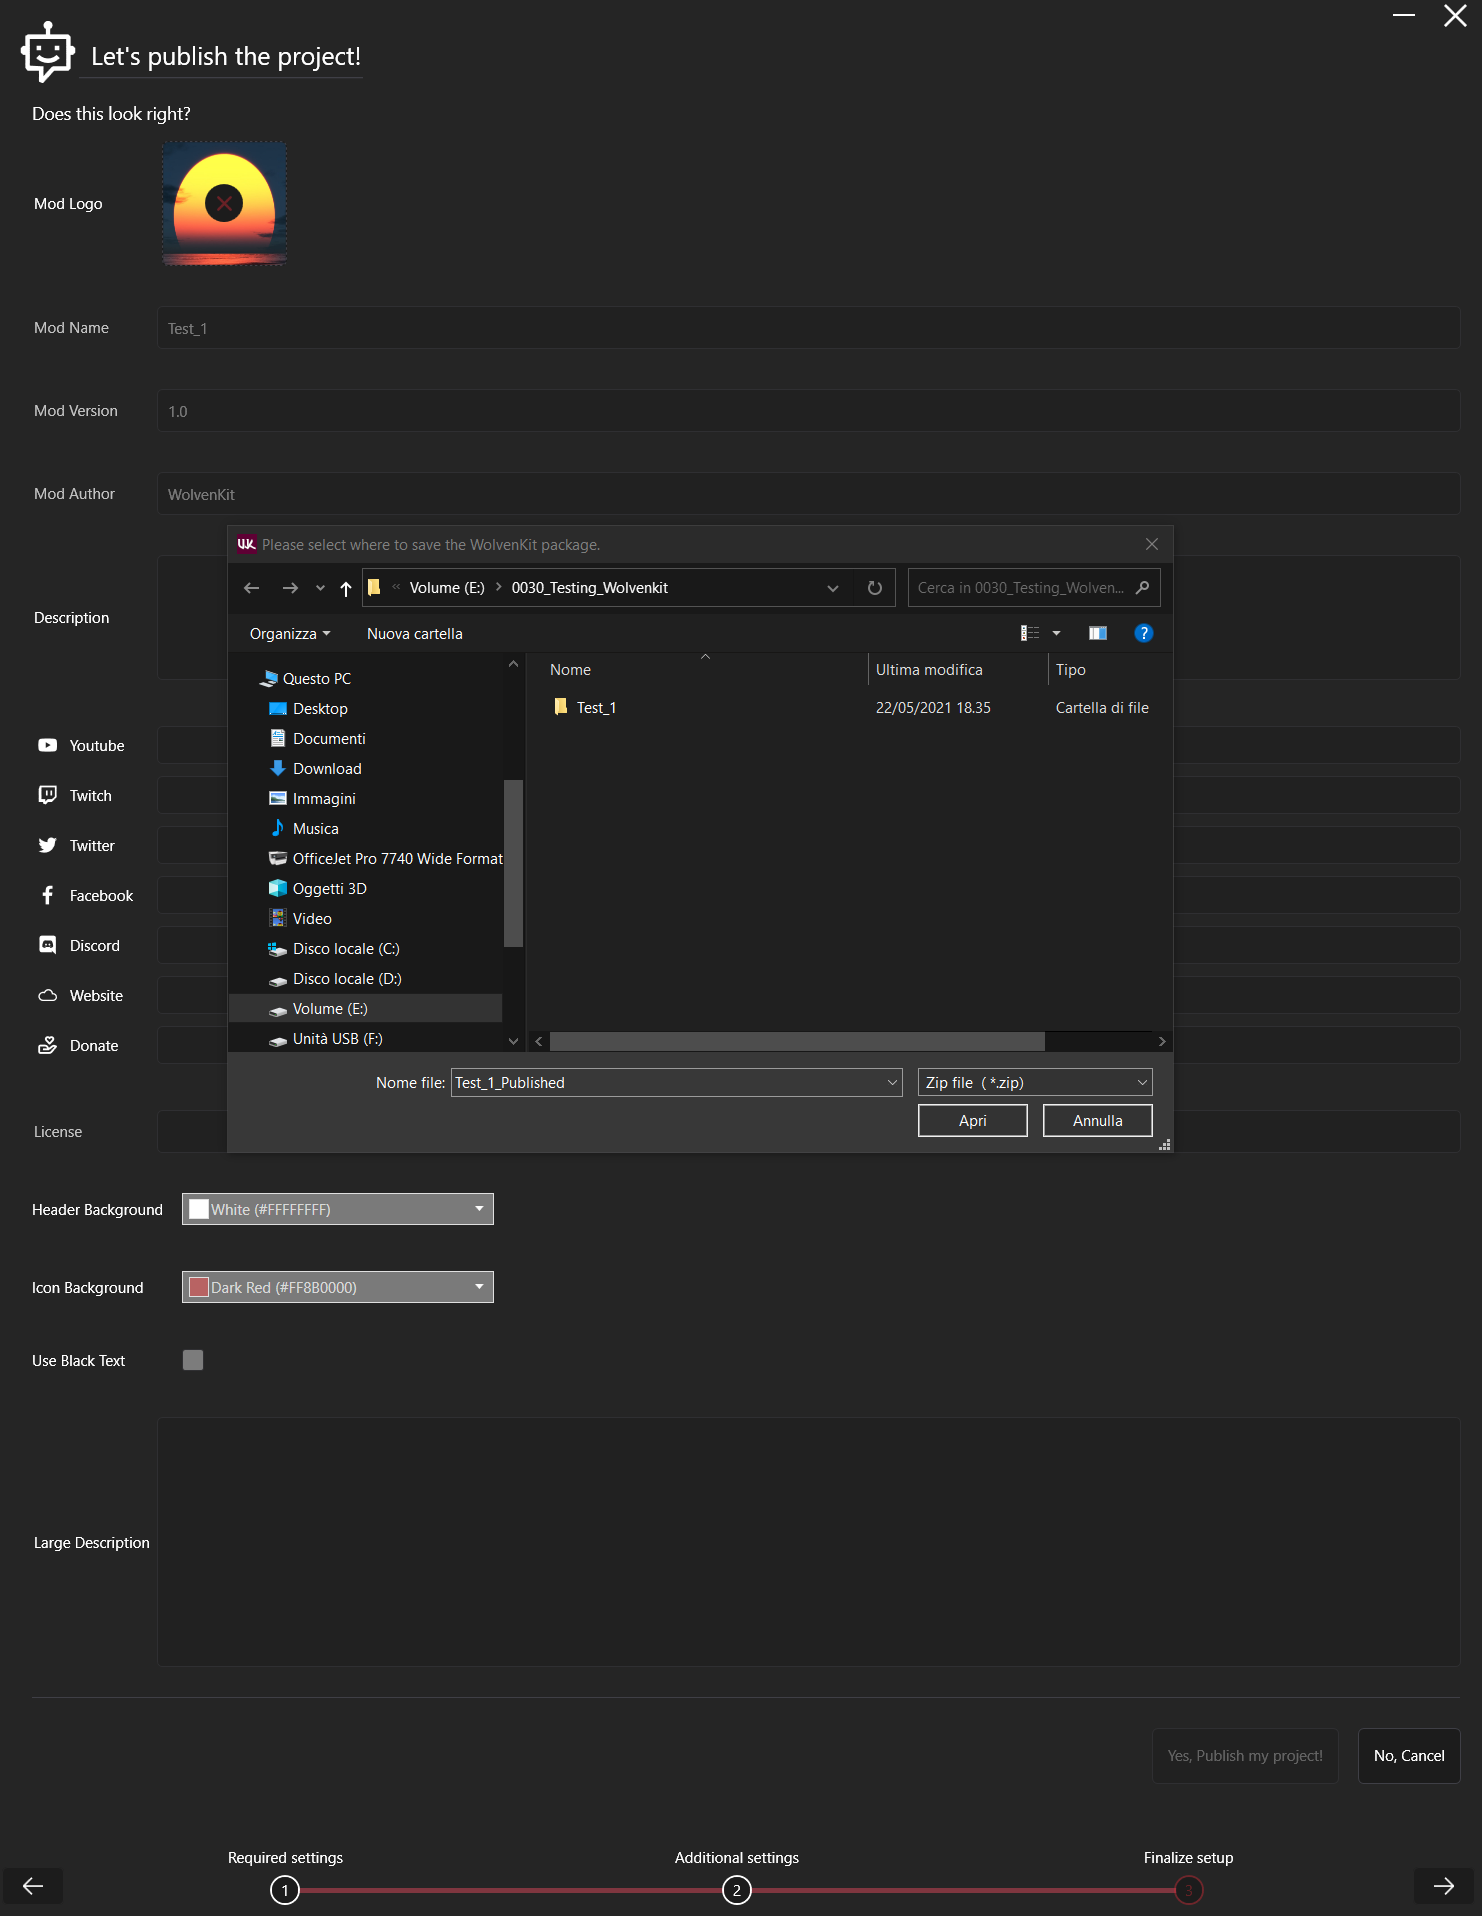 Let's publish the project!
Does this look right?
Mod Logo
Mod Name
Test_1
Mod Version
1.0
Mod Author
WolvenKit
Please select where to save the WolvenKit package.
« Volume (E:) > 0030_Testing_Wolvenkit
Cerca in 0030_Testing_Wolven...
Organizza
Nuova cartella
?
Nome
Ultima modifica
Tipo
Test_1
22/05/2021 18.35
Cartella di file
Questo PC
Desktop
Documenti
Download
Immagini
Musica
OfficeJet Pro 7740 Wide Format
Oggetti 3D
Video
Disco locale (C:)
Disco locale (D:)
Volume (E:)
Unità USB (F:)
Nome file:
Test_1_Published
Zip file ( *.zip)
Apri
Annulla
Description
Youtube
Twitch
Twitter
Facebook
Discord
Website
Donate
License
Header Background
White (#FFFFFFFF)
Icon Background
Dark Red (#FF8B0000)
Use Black Text
Large Description
Yes, Publish my project!
No, Cancel
Required settings
Additional settings
Finalize setup
1
2
3